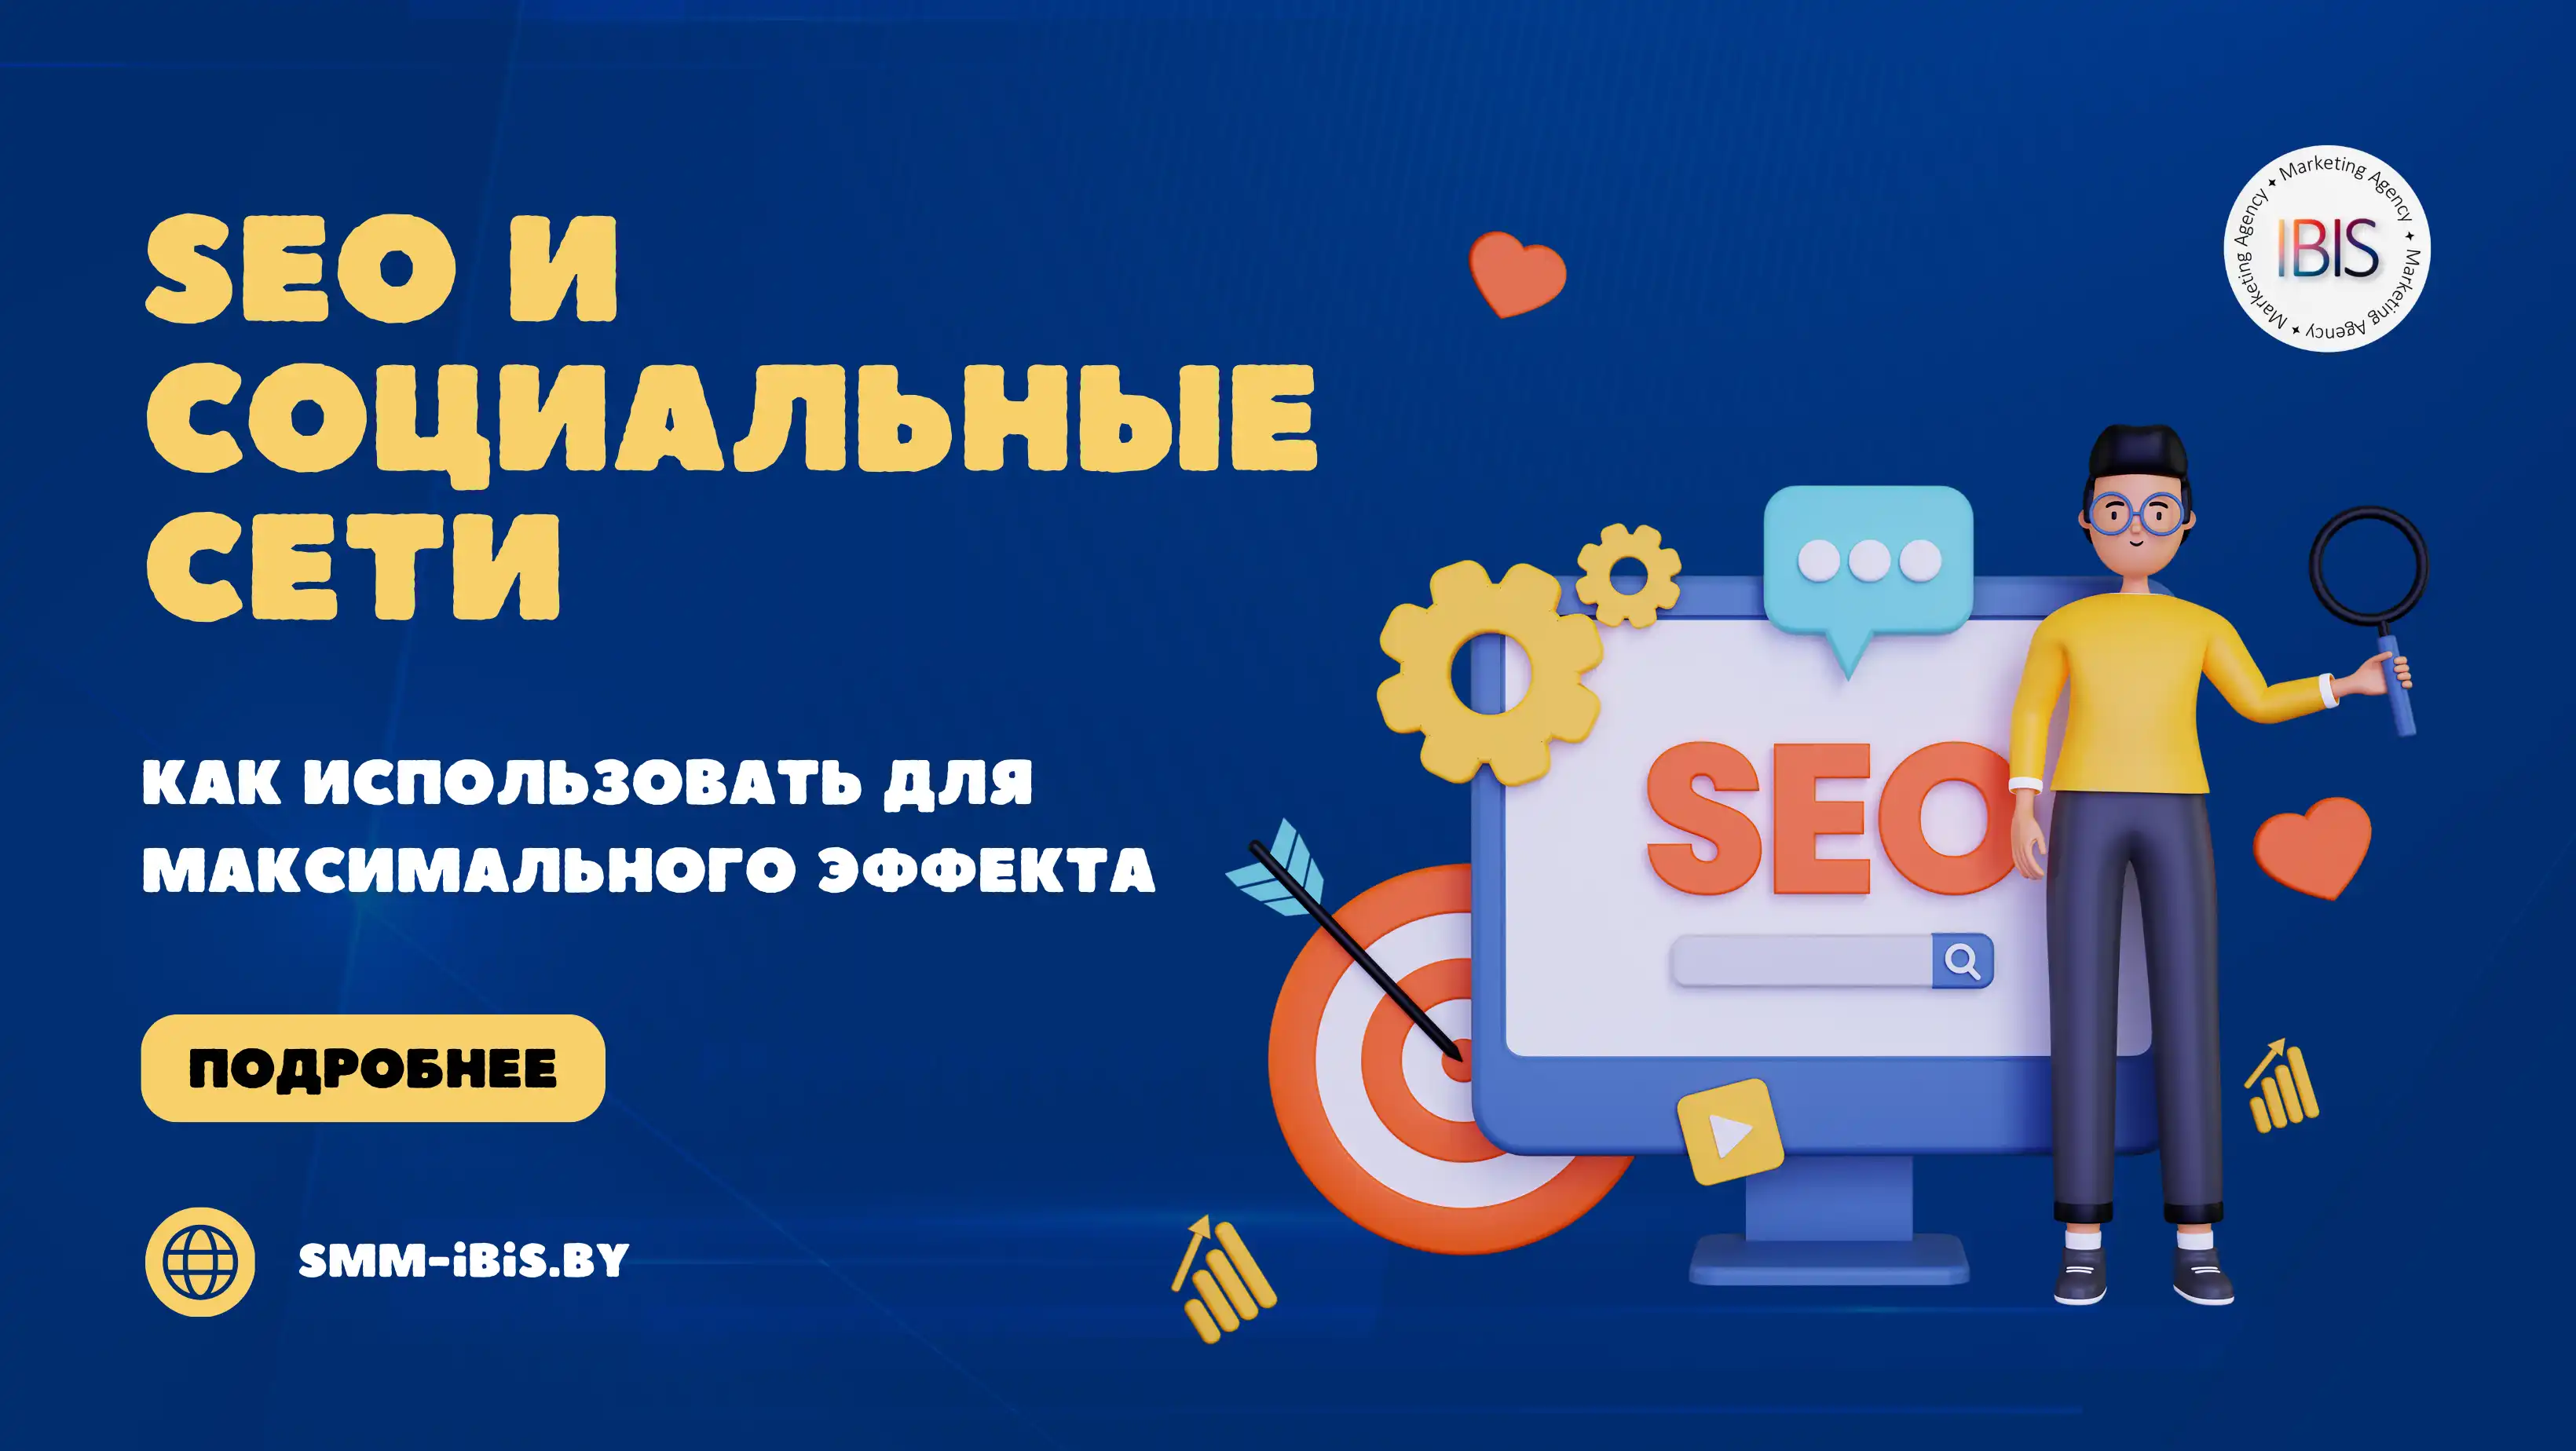 SEO И
СОЦИАЛЬНЫЕ
СЕТИ
КАК ИСПОЛЬЗОВАТЬ ДЛЯ
МАКСИМАЛЬНОГО ЭФФЕКТА
ПОДРОБНЕЕ
SMM-iBiS.BY
Marketing Agency ✦ Marketing Agency ✦ Marketing Agency ✦
IBIS
SEO